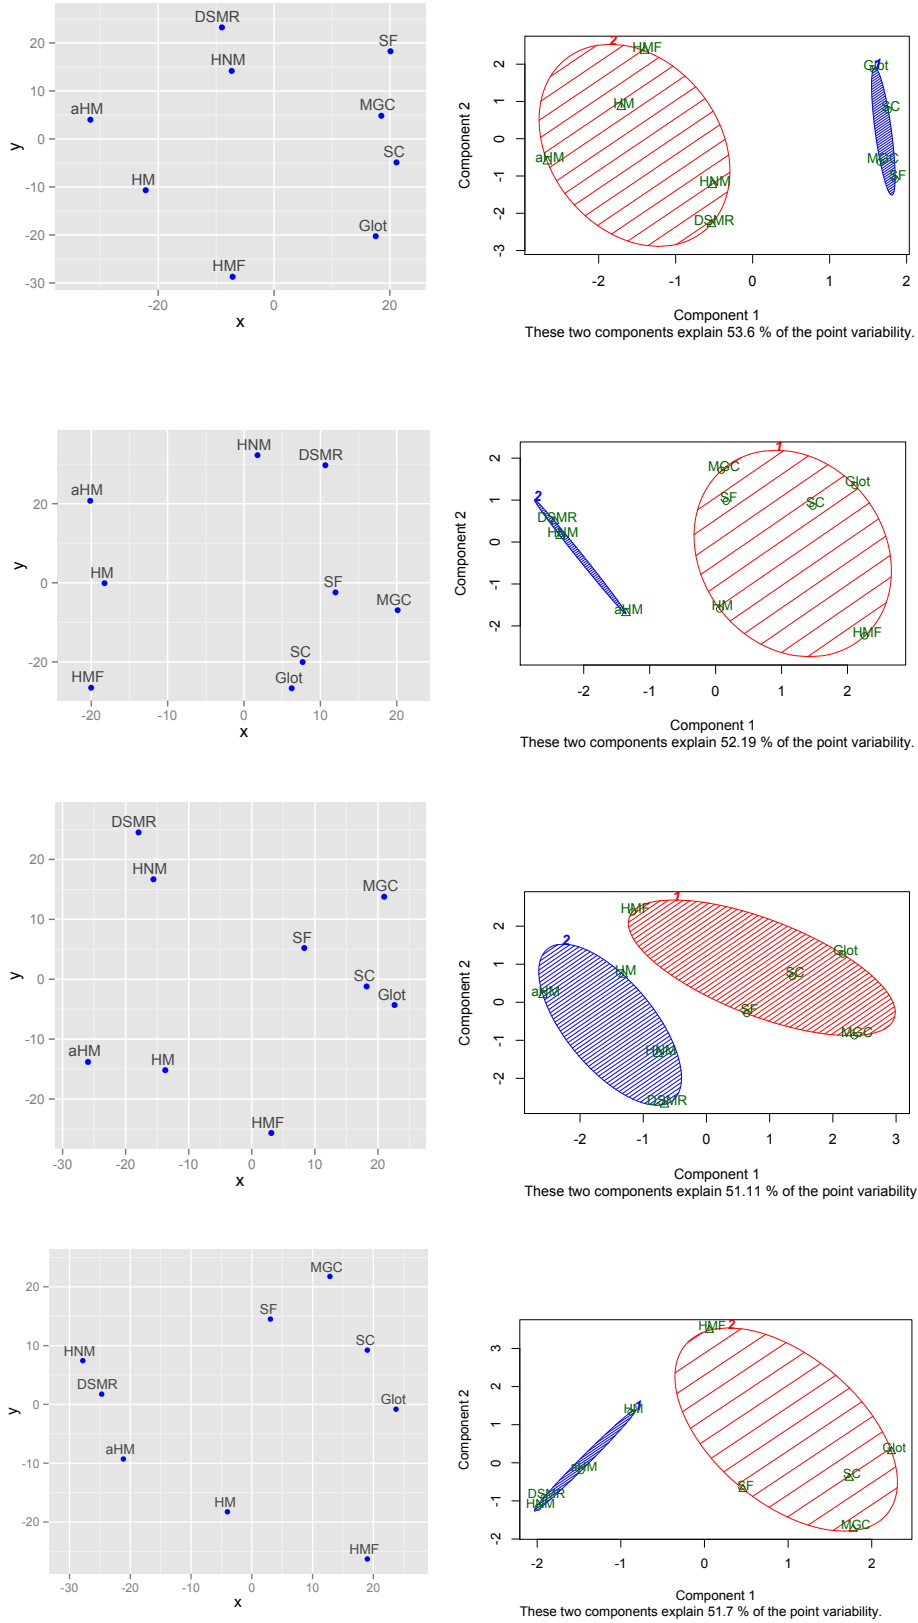 DSMR
SF
HNM
MGC
aHM
SC
HM
Glot
HMF
20
10
0
-10
-20
-30
y
-20
0
20
x
2
HMF
Glot
1
HM
SC
aHM
MGC
HNM
SF
DSMR
2
1
0
-1
-2
-3
Component 2
-2
-1
0
1
2
Component 1
These two components explain 53.6 % of the point variability.
HNM
DSMR
aHM
HM
SF
MGC
SC
HMF
Glot
20
0
-20
y
-20
-10
0
10
20
x
1
MGC
Glot
2
SF
SC
DSMR
HNM
aHM
HM
HMF
2
1
0
-1
-2
Component 2
-2
-1
0
1
2
Component 1
These two components explain 52.19 % of the point variability.
DSMR
HNM
MGC
SF
SC
Glot
aHM
HM
HMF
20
10
0
-10
-20
y
-30
-20
-10
0
10
20
x
1
HMF
2
Glot
HM
SC
aHM
SF
MGC
HNM
DSMR
2
1
0
-1
-2
Component 2
-2
-1
0
1
2
3
Component 1
These two components explain 51.11 % of the point variability
MGC
SF
SC
HNM
DSMR
Glot
aHM
HM
HMF
20
10
0
-10
-20
y
-30
-20
-10
0
10
20
x
HMF
2
1
HM
Glot
aHM
SC
SF
DSMR
HNM
MGC
3
2
1
0
-1
-2
Component 2
-2
-1
0
1
2
Component 1
These two components explain 51.7 % of the point variability.